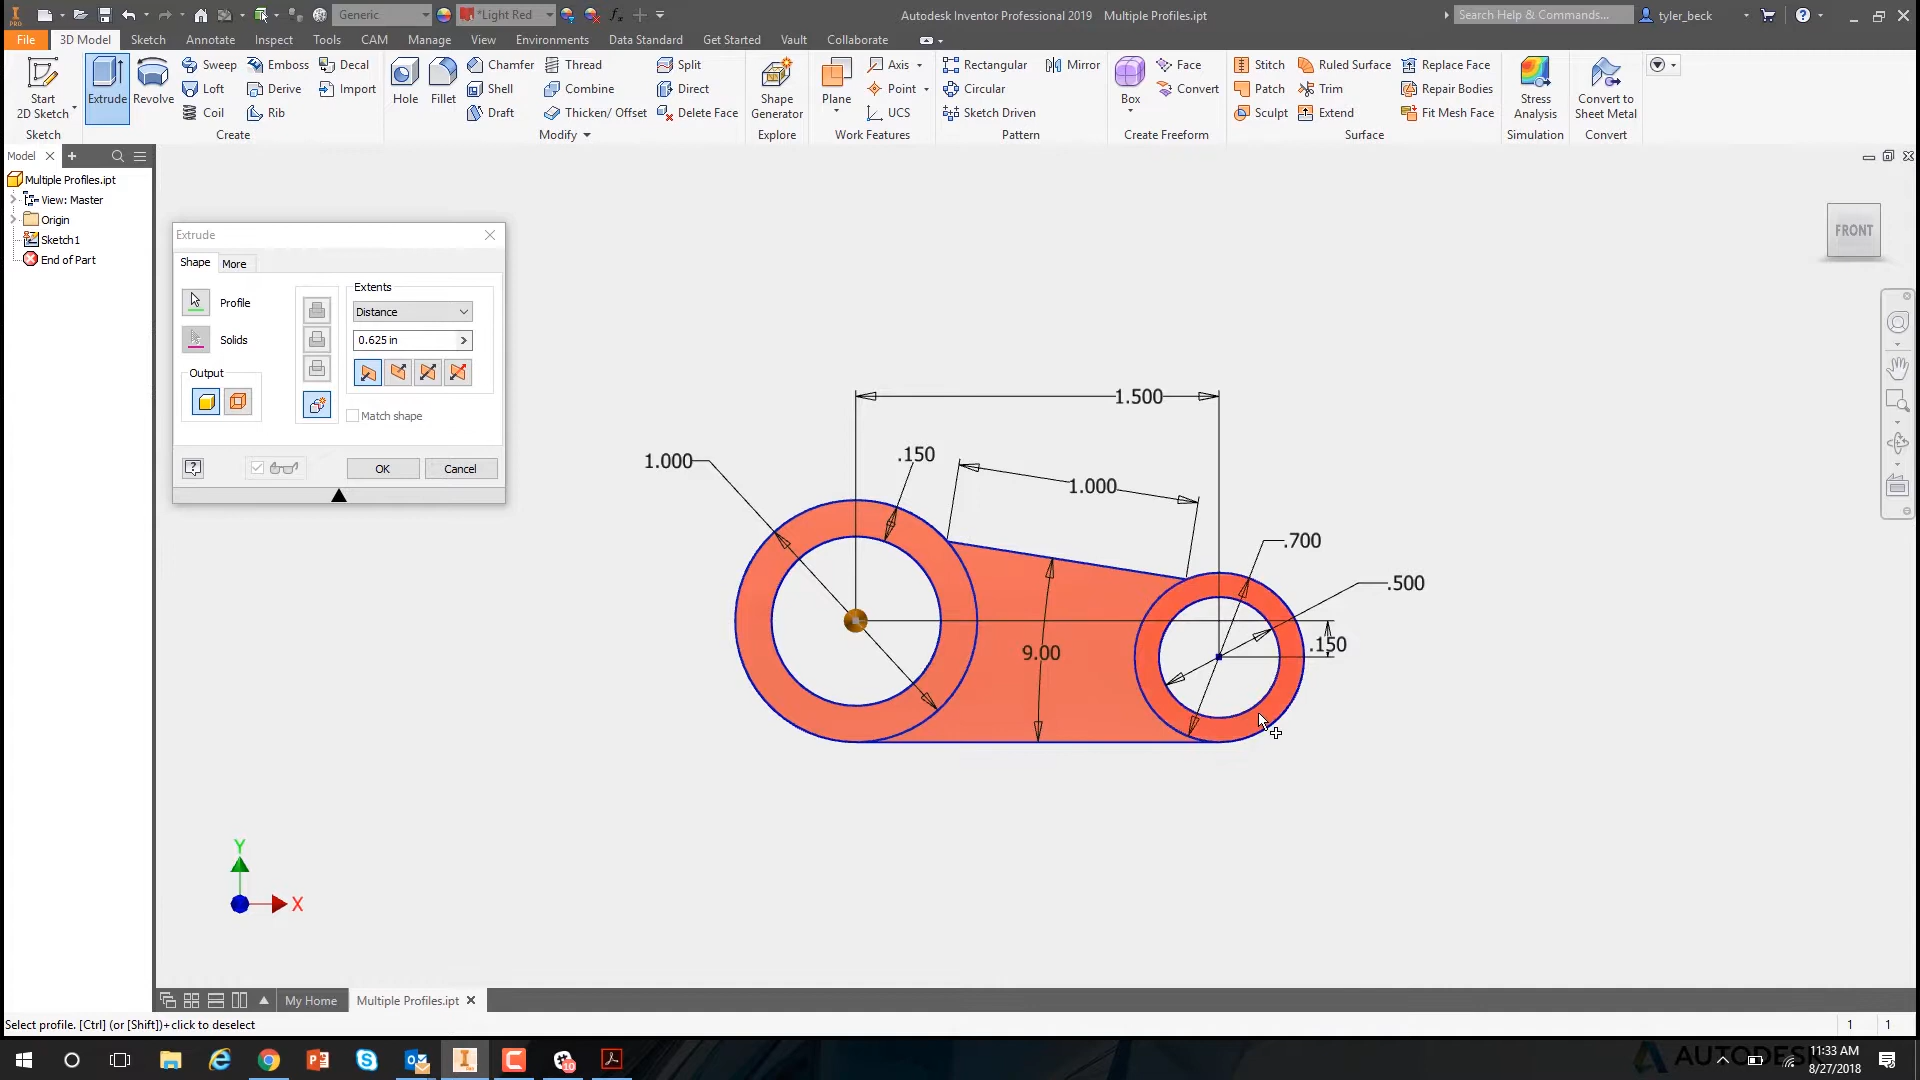 Generic
*Light Red
Autodesk Inventor Professional 2019 Multiple Profiles.ipt
Search Help & Commands...
tyler_beck
File 3D Model Sketch Annotate Inspect Tools CAM Manage View Environments Data Standard Get Started Vault Collaborate
Sweep Emboss Decal Chamfer Thread Split Axis Rectangular Mirror Face Stitch Ruled Surface Replace Face
Loft Derive Import Shell Combine Direct Point Circular Convert Patch Trim Repair Bodies
Coil Rib Draft Thicken/ Offset Delete Face UCS Sketch Driven Sculpt Extend Fit Mesh Face
Start
2D Sketch
Extrude
Revolve
Hole
Fillet
Shape
Generator
Plane
Box
Stress
Analysis
Convert to
Sheet Metal
Sketch Create Modify Explore Work Features Pattern Create Freeform Surface Simulation Convert
Model
Multiple Profiles.ipt
View: Master
Origin
Sketch1
End of Part
Extrude
Shape More
Profile
Solids
Output
Extents
Distance
0.625 in
Match shape
OK Cancel
FRONT
1.500
1.000
.150
1.000
.700
.500
.150
9.00
Y
X
My Home Multiple Profiles.ipt
Select profile. [Ctrl] (or [Shift])+click to deselect
1 1
10
AUTODESK
11:33 AM
8/27/2018